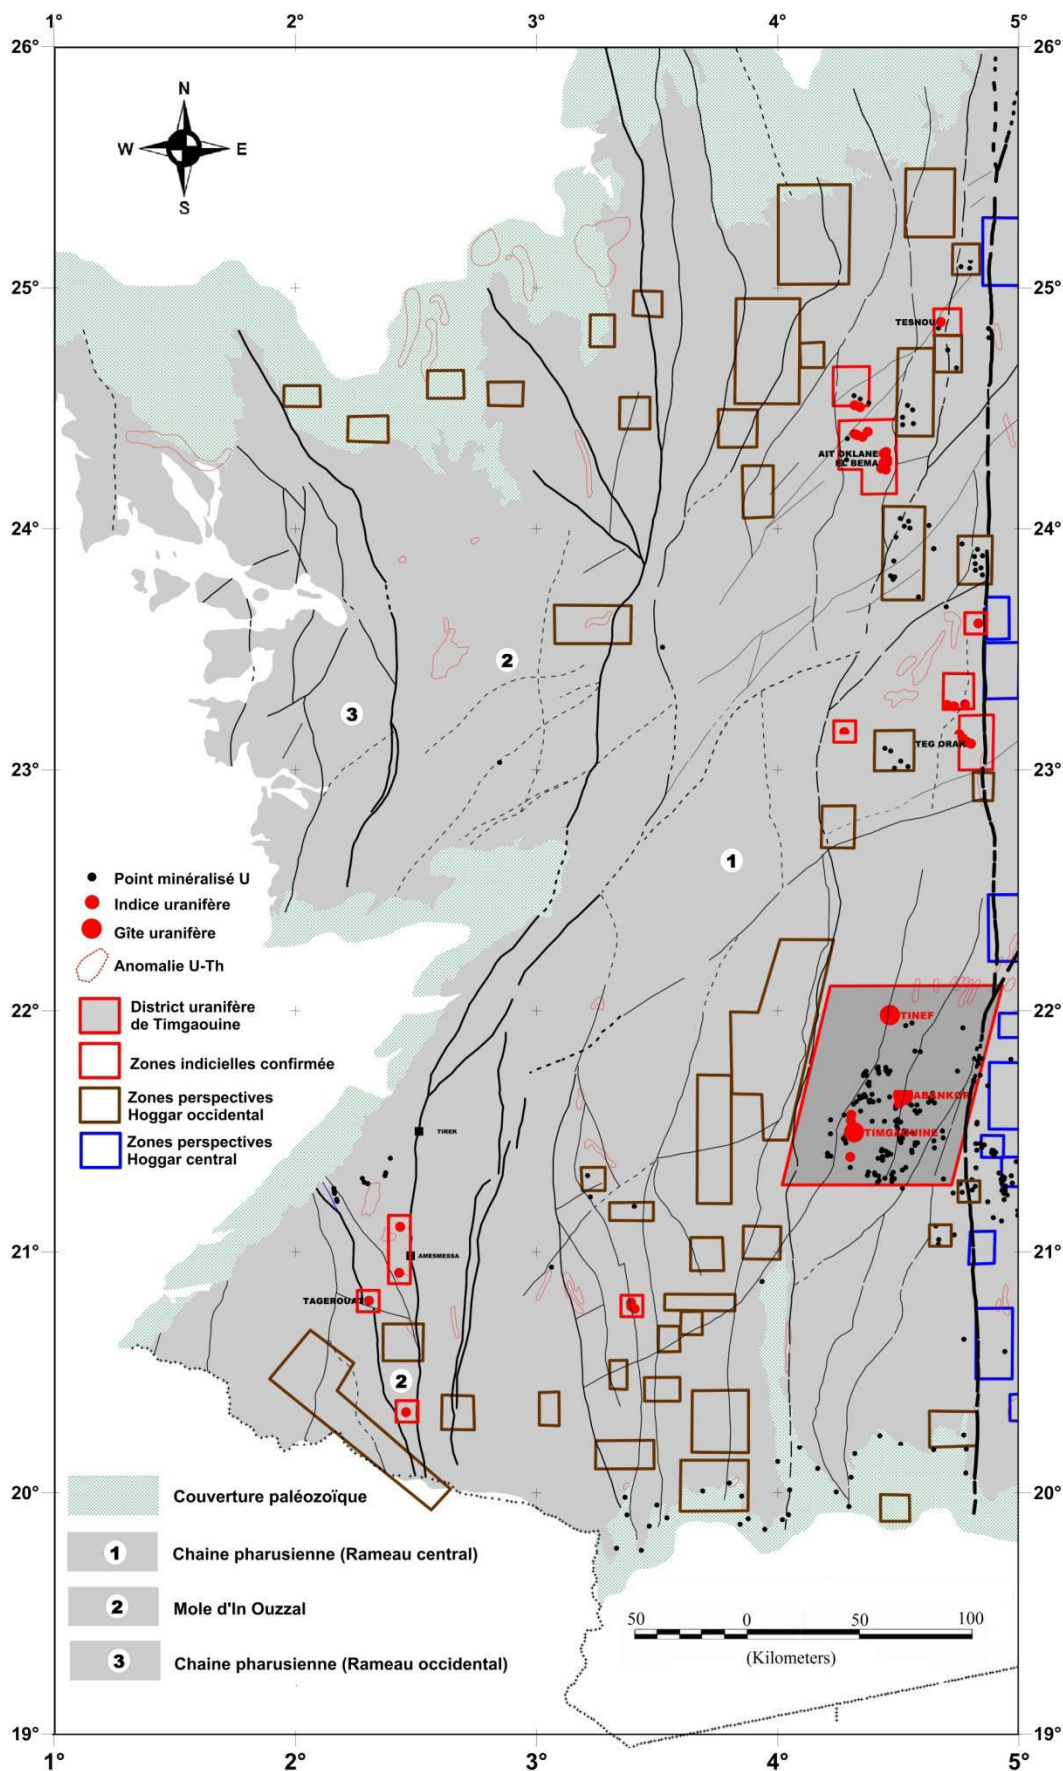 1°
2°
3°
4°
5°
26°
26°
N
W
E
S
25°
25°
TESNOU
AIT OKLANE
EL BEMA
24°
24°
2
3
TEG ORAK
23°
23°
1
Point minéralisé U
Indice uranifère
Gîte uranifère
Anomalie U-Th
District uranifère
de Timgaouine
Zones indicielles confirmée
Zones perspectives
Hoggar occidental
Zones perspectives
Hoggar central
22°
22°
TINEF
ABANKOR
TIMGAOUINE
TIREK
21°
21°
AMESMESSA
TAGEROUAT
2
20°
20°
Couverture paléozoïque
1
Chaine pharusienne (Rameau central)
2
Mole d'In Ouzzal
3
Chaine pharusienne (Rameau occidental)
50
0
50
100
(Kilometers)
19°
19°
1°
2°
3°
4°
5°